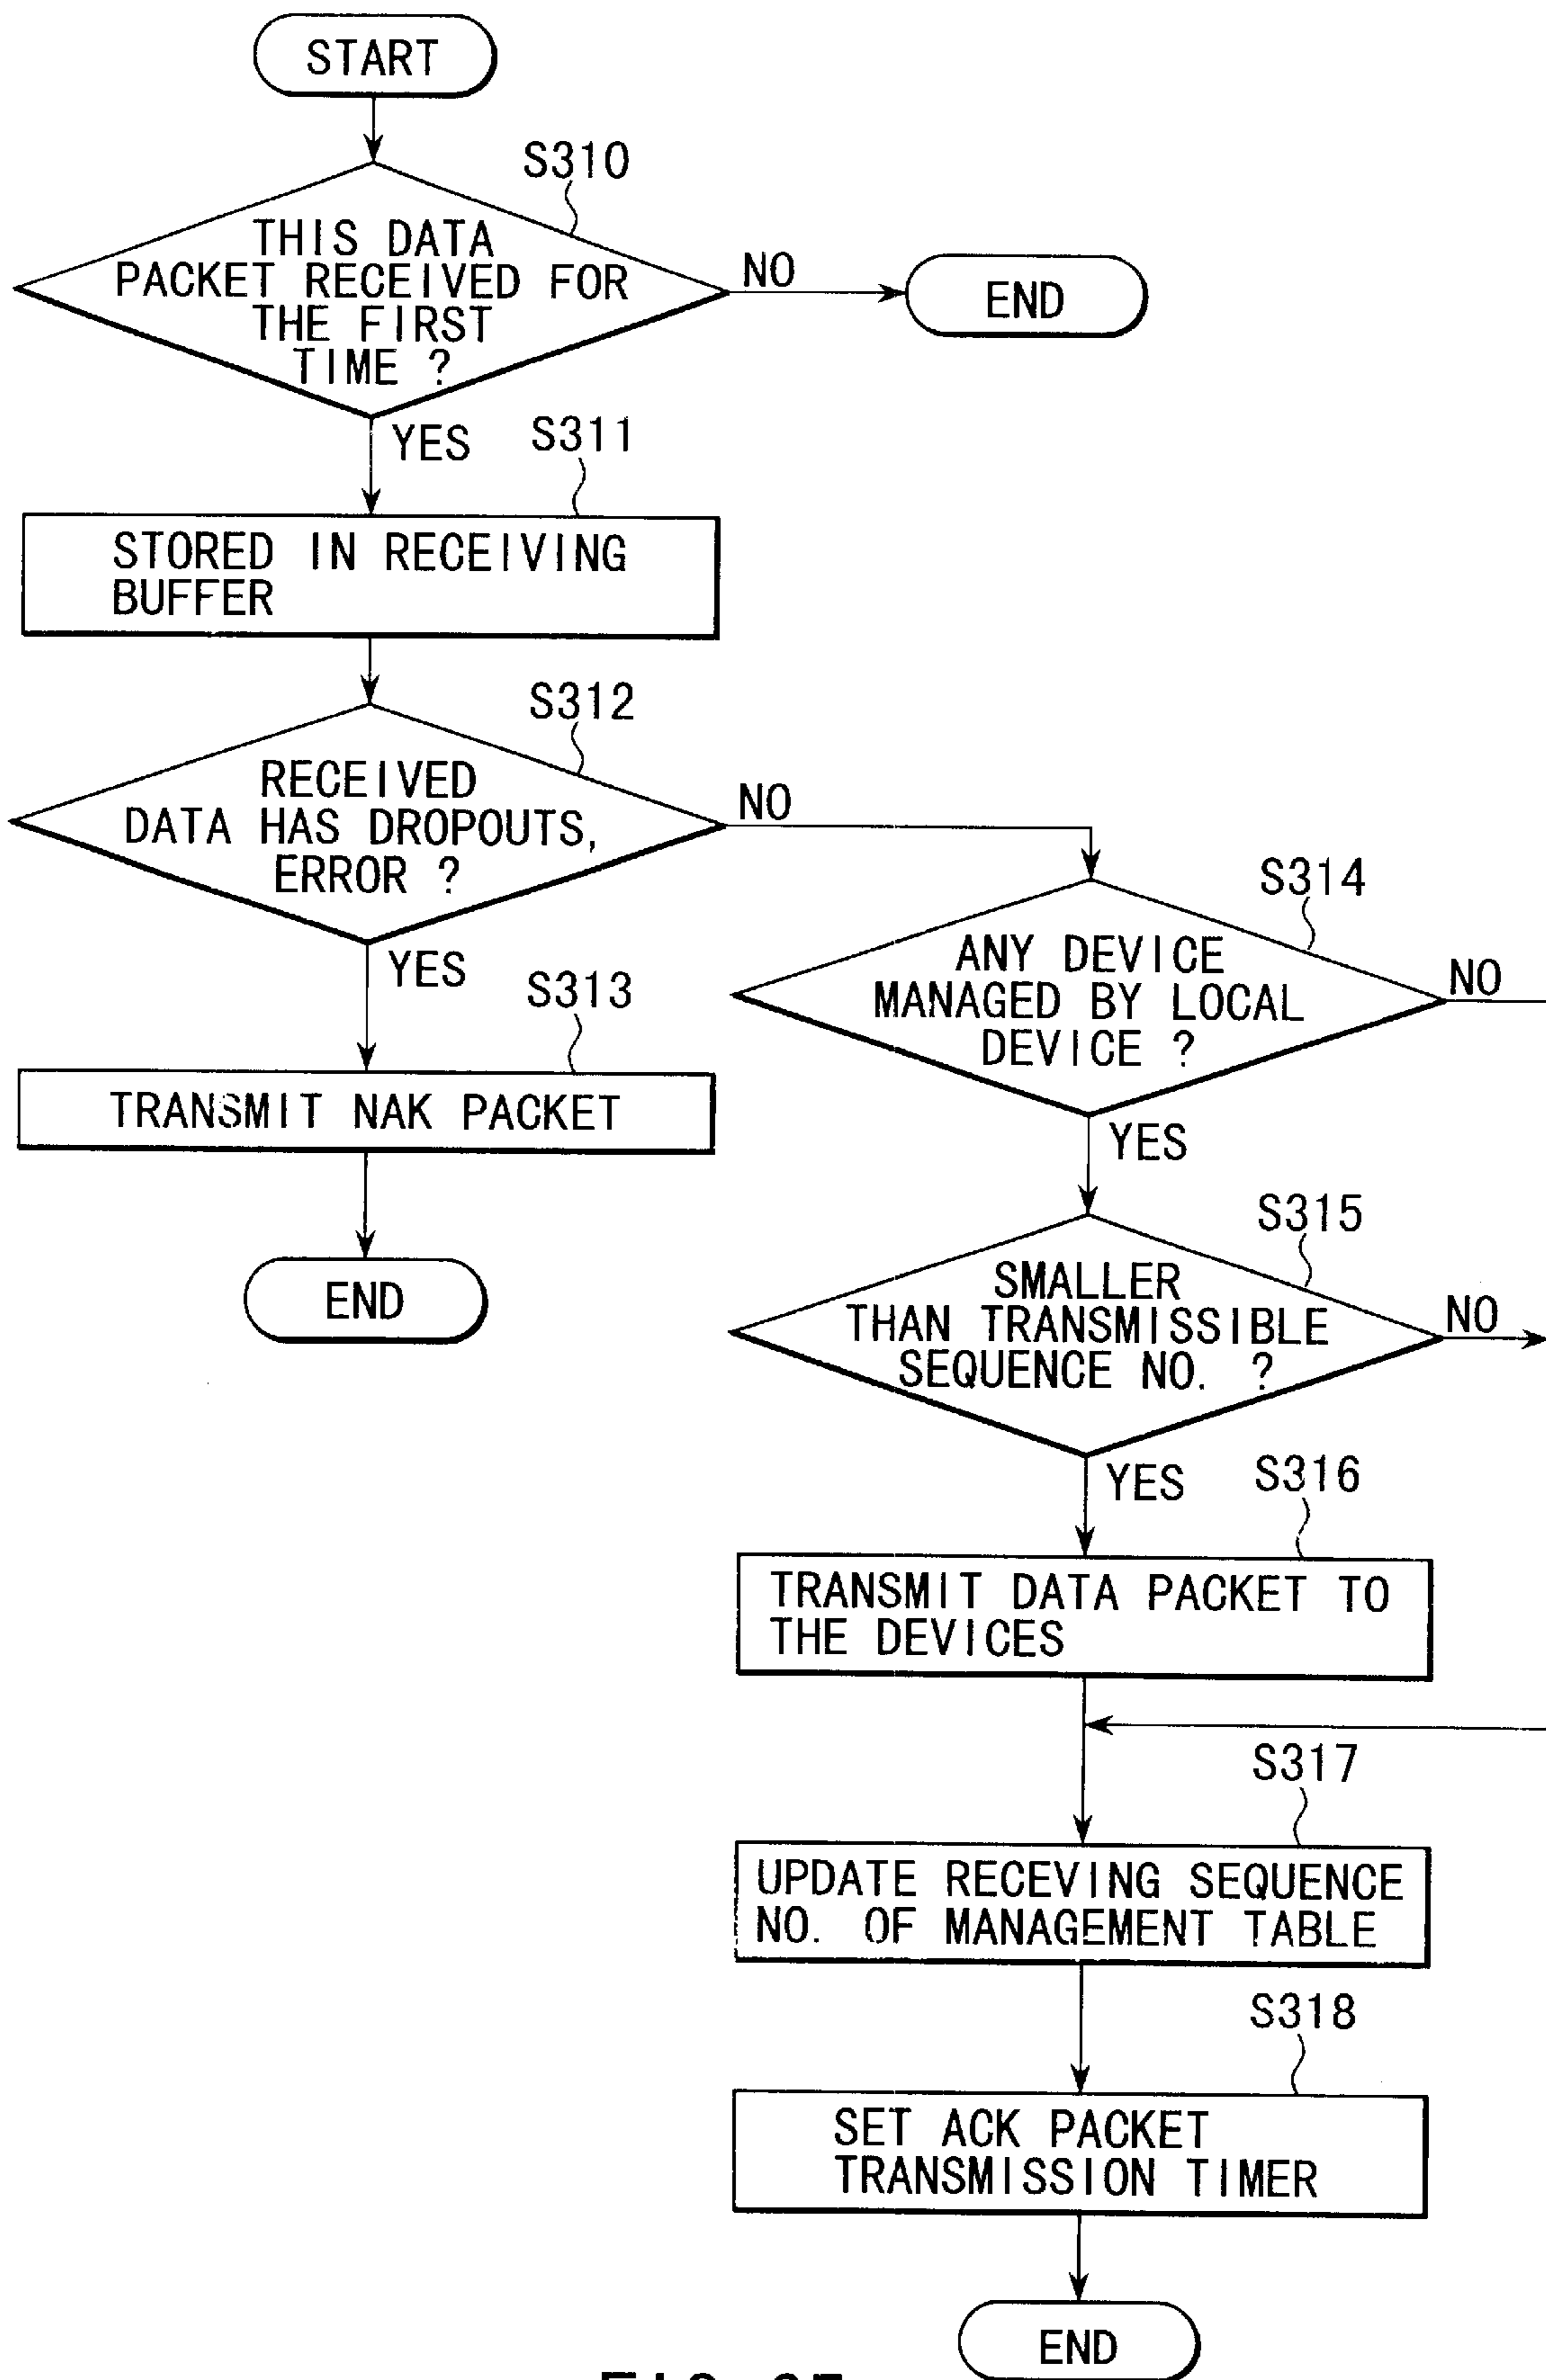 START
S310
THIS DATA
PACKET RECEIVED FOR
THE FIRST
TIME ?
NO
END
YES
S311
STORED IN RECEIVING
BUFFER
S312
RECEIVED
DATA HAS DROPOUTS,
ERROR ?
NO
YES
S313
TRANSMIT NAK PACKET
END
S314
ANY DEVICE
MANAGED BY LOCAL
DEVICE ?
NO
YES
S315
SMALLER
THAN TRANSMISSIBLE
SEQUENCE NO. ?
NO
YES
S316
TRANSMIT DATA PACKET TO
THE DEVICES
S317
UPDATE RECEVING SEQUENCE
NO. OF MANAGEMENT TABLE
S318
SET ACK PACKET
TRANSMISSION TIMER
END